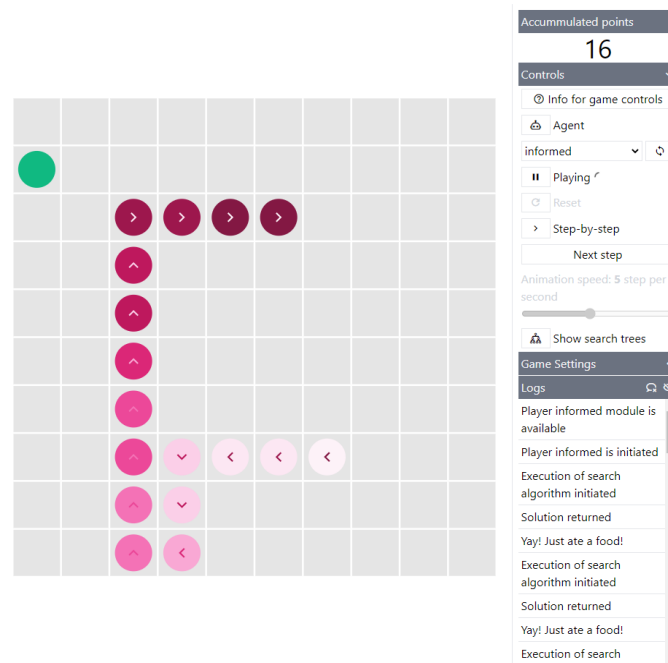 Accummulated points
16
Controls
Info for game controls
Agent
informed
Playing
Reset
Step-by-step
Next step
Animation speed: 5 step per
second
Show search trees
Game Settings
Logs
Player informed module is
available
Player informed is initiated
Execution of search
algorithm initiated
Solution returned
Yay! Just ate a food!
Execution of search
algorithm initiated
Solution returned
Yay! Just ate a food!
Execution of search